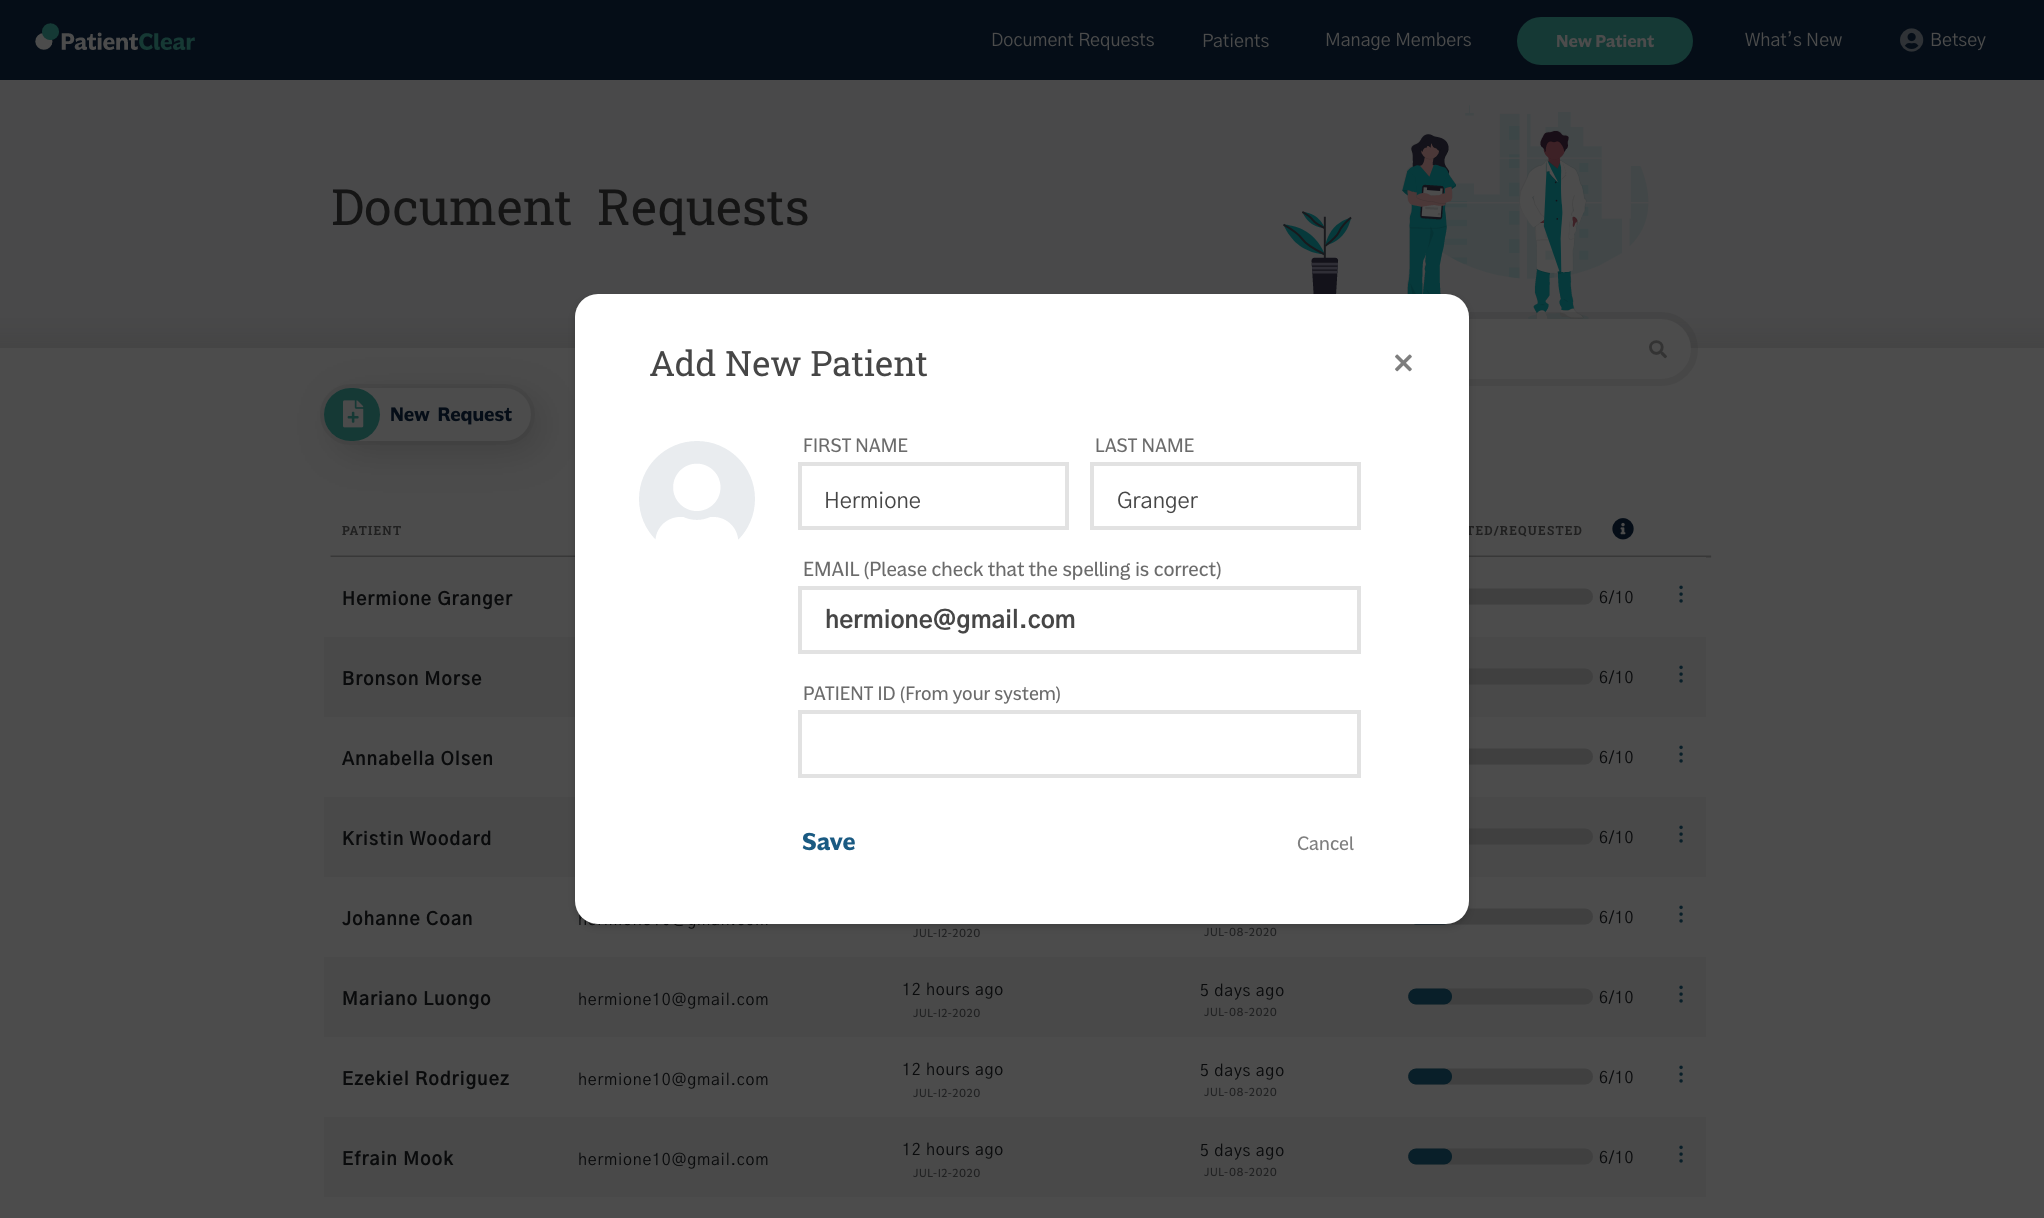 PatientClear
Document Requests Patients Manage Members New Patient What's New Betsey
Document Requests
Add New Patient
New Request
FIRST NAME LAST NAME
Hermione Granger
EMAIL (Please check that the spelling is correct)
hermione@gmail.com
PATIENT ID (From your system)
Save Cancel
PATIENT TED/REQUESTED
Hermione Granger 6/10
Bronson Morse 6/10
Annabella Olsen 6/10
Kristin Woodard 6/10
Johanne Coan 6/10
JUL-12-2020 JUL-08-2020
Mariano Luongo hermione10@gmail.com 12 hours ago 5 days ago 6/10
JUL-12-2020 JUL-08-2020
Ezekiel Rodriguez hermione10@gmail.com 12 hours ago 5 days ago 6/10
JUL-12-2020 JUL-08-2020
Efrain Mook hermione10@gmail.com 12 hours ago 5 days ago 6/10
JUL-12-2020 JUL-08-2020